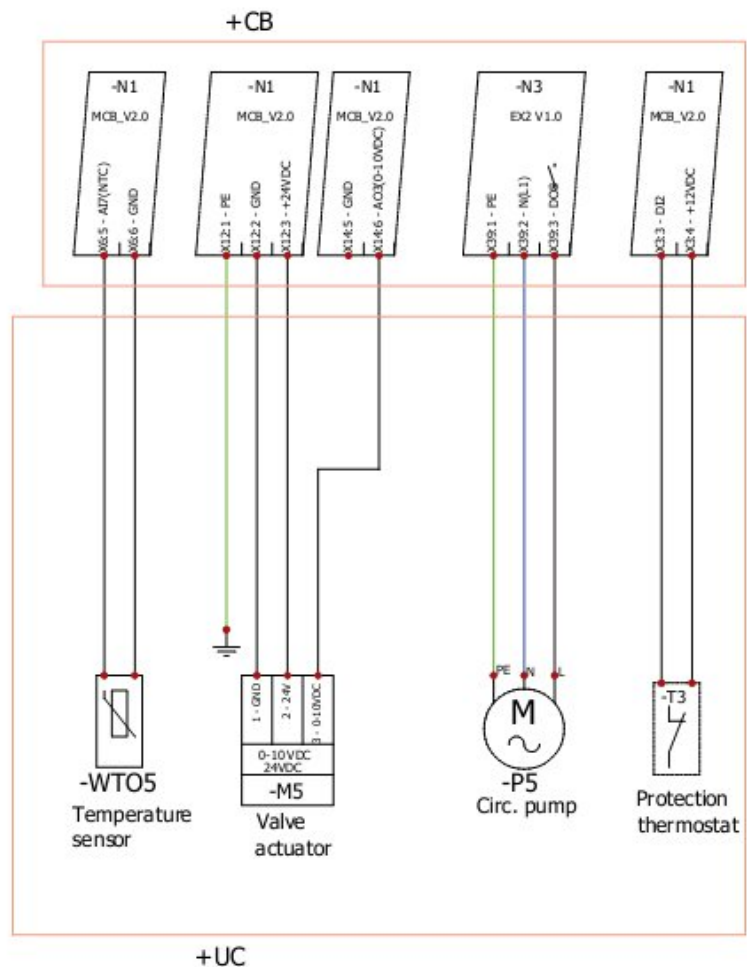 +CB
-N1
MCB_V2.0
X6:5 - AI7(NTC)
X6:6 - GND
-N1
MCB_V2.0
X12:1 - PE
X12:2 - GND
X12:3 - +24VDC
-N1
MCB_V2.0
X14:5 - GND
X14:6 - AO3(0-10VDC)
-N3
EX2 V1.0
X39:1 - PE
X39:2 - N(L1)
X39:3 - DO8
-N1
MCB_V2.0
X3:3 - DI2
X3:4 - +12VDC
-WTO5
Temperature
sensor
1 - GND
2 - 24V
3 - 0-10VDC
0-10VDC
24VDC
-M5
Valve
actuator
PE
N
L
M
-P5
Circ. pump
-T3
Protection
thermostat
+UC